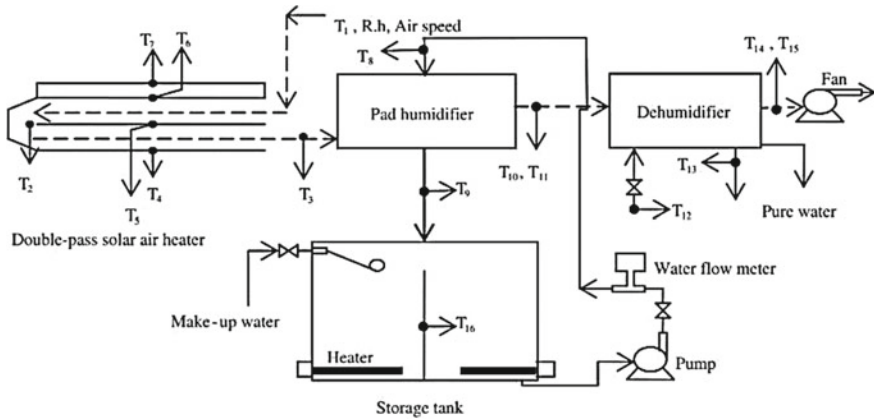 T7
T6
T1 , R.h, Air speed
T8
T14 , T15
Fan
Pad humidifier
Dehumidifier
T2
T5
T4
T3
T9
T10, T11
T13
T12
Pure water
Double-pass solar air heater
Water flow meter
Make-up water
T16
Heater
Pump
Storage tank